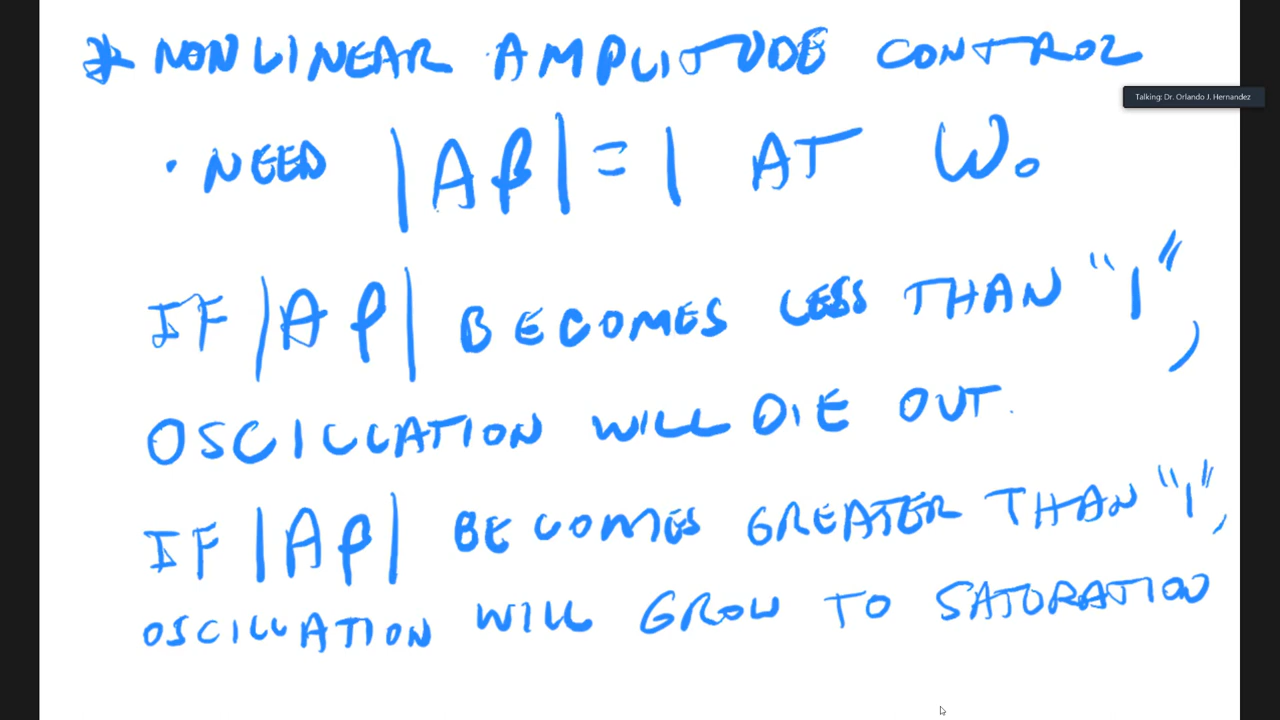 * NONLINEAR AMPLITUDE CONTROL
Talking: Dr. Orlando J. Hernandez
• NEED |Aβ| = 1 AT ω₀
IF |Aβ| BECOMES LESS THAN "1",
OSCILLATION WILL DIE OUT.
IF |Aβ| BECOMES GREATER THAN "1",
OSCILLATION WILL GROW TO SATURATION